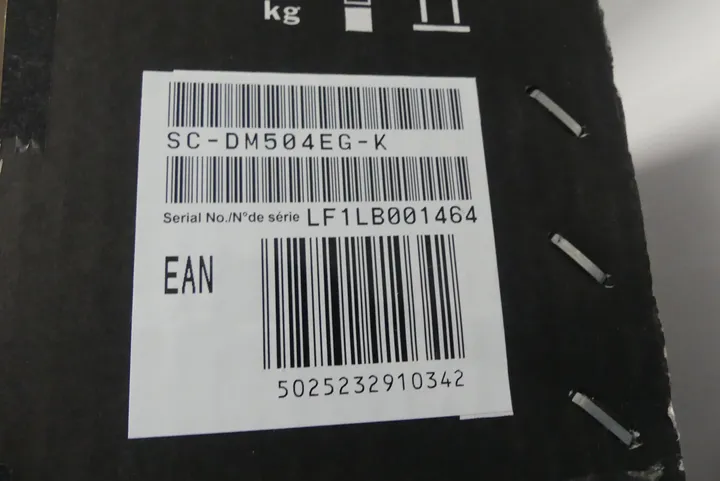 kg
SC-DM504EG-K
Serial No./N°de série LF1LB001464
EAN
5025232910342